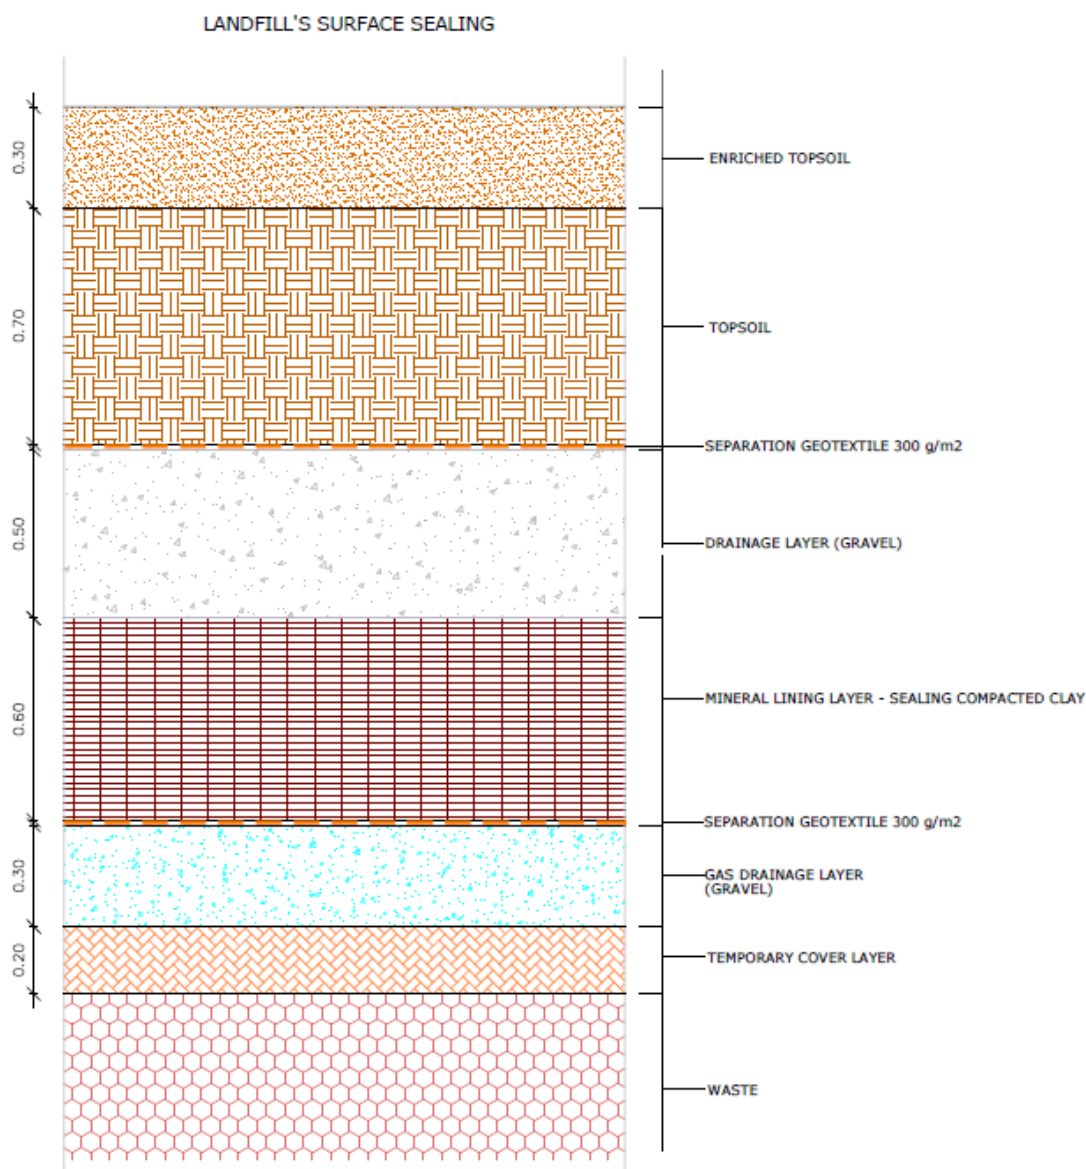 LANDFILL'S SURFACE SEALING
0.30
ENRICHED TOPSOIL
0.70
TOPSOIL
SEPARATION GEOTEXTILE 300 g/m2
0.50
DRAINAGE LAYER (GRAVEL)
0.60
MINERAL LINING LAYER - SEALING COMPACTED CLAY
SEPARATION GEOTEXTILE 300 g/m2
0.30
GAS DRAINAGE LAYER
(GRAVEL)
0.20
TEMPORARY COVER LAYER
WASTE